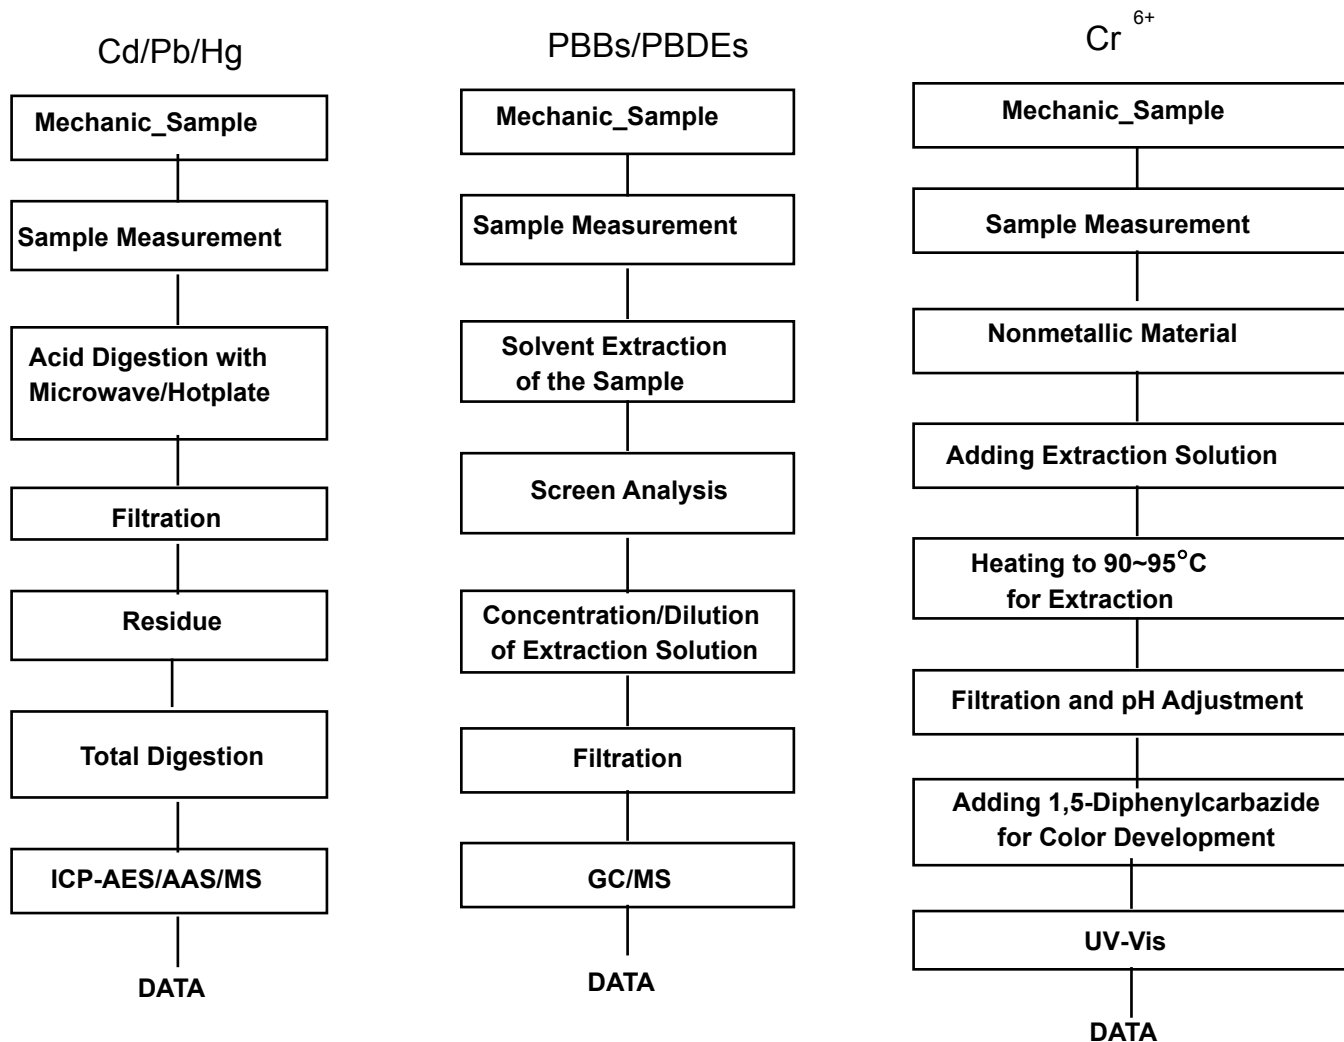 Cd/Pb/Hg
Mechanic_Sample
Sample Measurement
Acid Digestion with
Microwave/Hotplate
Filtration
Residue
Total Digestion
ICP-AES/AAS/MS
DATA
PBBs/PBDEs
Mechanic_Sample
Sample Measurement
Solvent Extraction
of the Sample
Screen Analysis
Concentration/Dilution
of Extraction Solution
Filtration
GC/MS
DATA
Cr 6+
Mechanic_Sample
Sample Measurement
Nonmetallic Material
Adding Extraction Solution
Heating to 90~95°C
for Extraction
Filtration and pH Adjustment
Adding 1,5-Diphenylcarbazide
for Color Development
UV-Vis
DATA